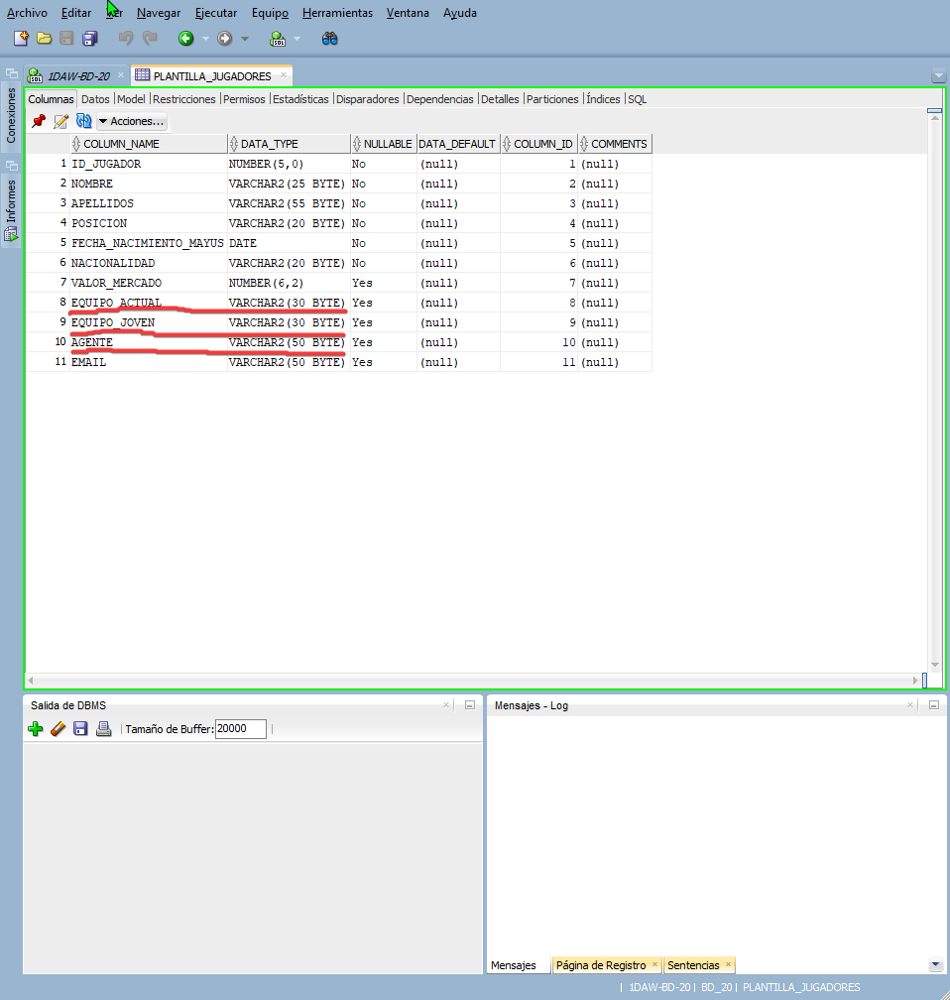 Archivo Editar Ver Navegar Ejecutar Equipo Herramientas Ventana Ayuda
1DAW-BD-20 PLANTILLA_JUGADORES
Conexiones
Informes
Columnas Datos Model Restricciones Permisos Estadísticas Disparadores Dependencias Detalles Particiones Índices SQL
Acciones...
COLUMN_NAME DATA_TYPE NULLABLE DATA_DEFAULT COLUMN_ID COMMENTS
1 ID_JUGADOR NUMBER(5,0) No (null) 1 (null)
2 NOMBRE VARCHAR2(25 BYTE) No (null) 2 (null)
3 APELLIDOS VARCHAR2(55 BYTE) No (null) 3 (null)
4 POSICION VARCHAR2(20 BYTE) No (null) 4 (null)
5 FECHA_NACIMIENTO_MAYUS DATE No (null) 5 (null)
6 NACIONALIDAD VARCHAR2(20 BYTE) No (null) 6 (null)
7 VALOR_MERCADO NUMBER(6,2) Yes (null) 7 (null)
8 EQUIPO_ACTUAL VARCHAR2(30 BYTE) Yes (null) 8 (null)
9 EQUIPO_JOVEN VARCHAR2(30 BYTE) Yes (null) 9 (null)
10 AGENTE VARCHAR2(50 BYTE) Yes (null) 10 (null)
11 EMAIL VARCHAR2(50 BYTE) Yes (null) 11 (null)
Salida de DBMS
Tamaño de Buffer: 20000
Mensajes - Log
Mensajes Página de Registro Sentencias
| 1DAW-BD-20 | BD_20 | PLANTILLA_JUGADORES